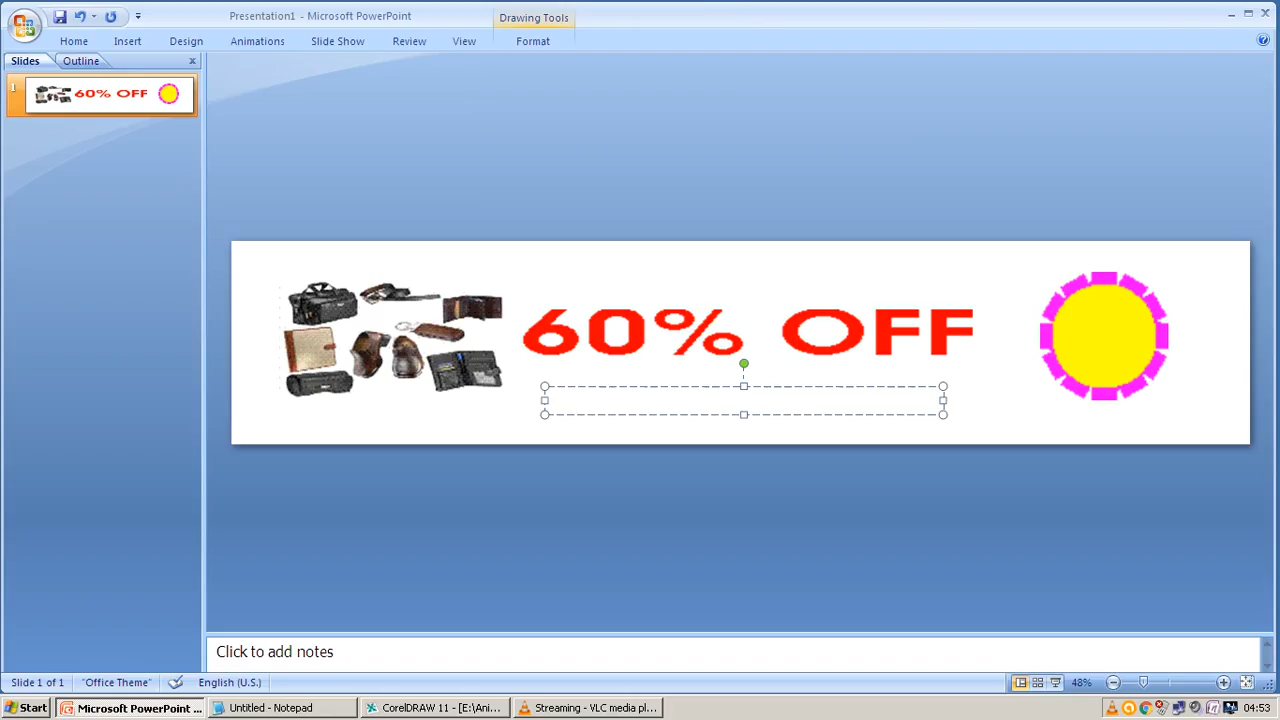 Presentation1 - Microsoft PowerPoint
Drawing Tools
Home Insert Design Animations Slide Show Review View Format
Slides Outline
1
60% OFF
60% OFF
Click to add notes
Slide 1 of 1 "Office Theme" English (U.S.) 48%
Start Microsoft PowerPoint ... Untitled - Notepad CorelDRAW 11 - [E:\Ani... Streaming - VLC media pl... 04:53